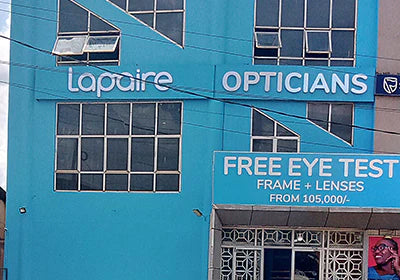 Lapaire OPTICIANS
FREE EYE TEST
FRAME + LENSES
FROM 105,000/-